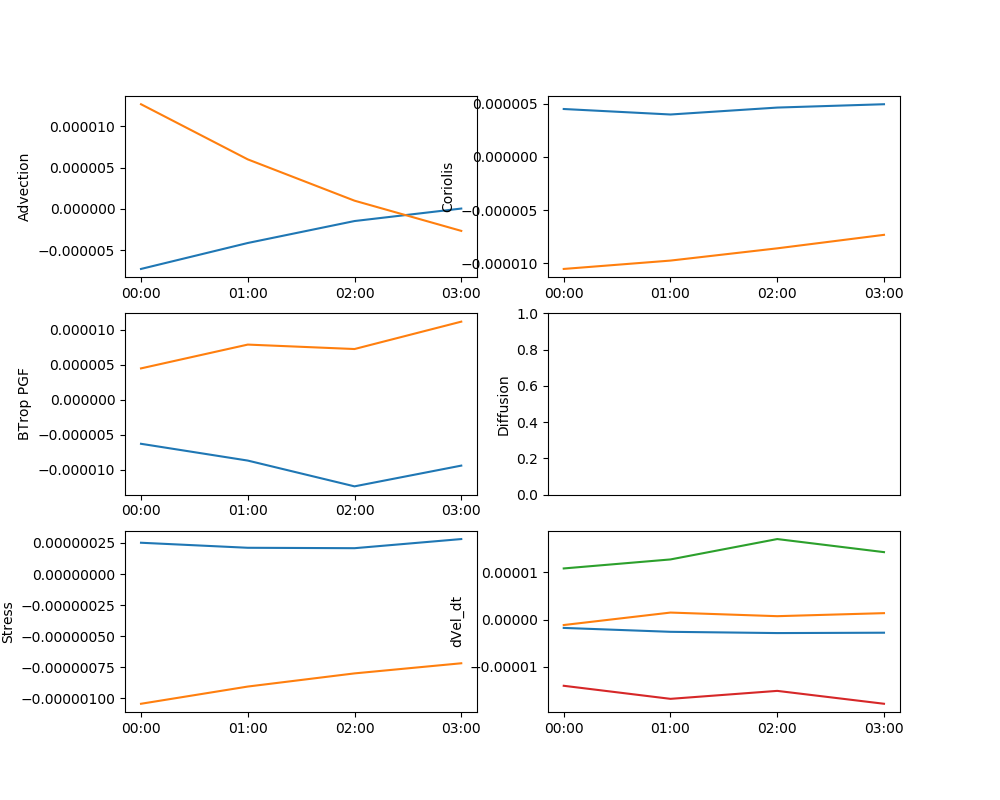 Advection
0.000010
0.000005
0.000000
−0.000005
00:00 01:00 02:00 03:00
Coriolis
0.000005
0.000000
−0.000005
−0.000010
00:00 01:00 02:00 03:00
BTrop PGF
0.000010
0.000005
0.000000
−0.000005
−0.000010
00:00 01:00 02:00 03:00
Diffusion
1.0
0.8
0.6
0.4
0.2
0.0
Stress
0.00000025
0.00000000
−0.00000025
−0.00000050
−0.00000075
−0.00000100
00:00 01:00 02:00 03:00
dVel_dt
0.00001
0.00000
−0.00001
00:00 01:00 02:00 03:00